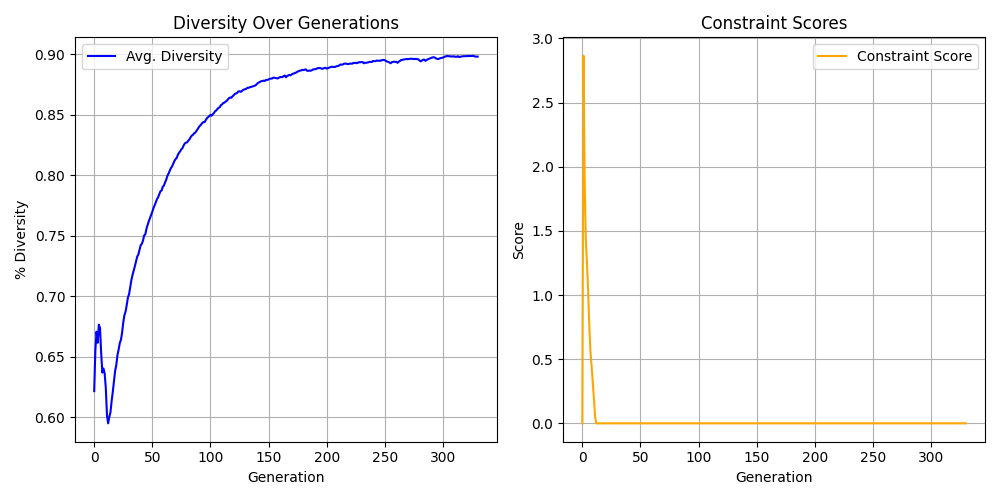 Diversity Over Generations
Avg. Diversity
0.90
0.85
0.80
0.75
0.70
0.65
0.60
% Diversity
0 50 100 150 200 250 300
Generation
Constraint Scores
Constraint Score
3.0
2.5
2.0
1.5
1.0
0.5
0.0
Score
0 50 100 150 200 250 300
Generation